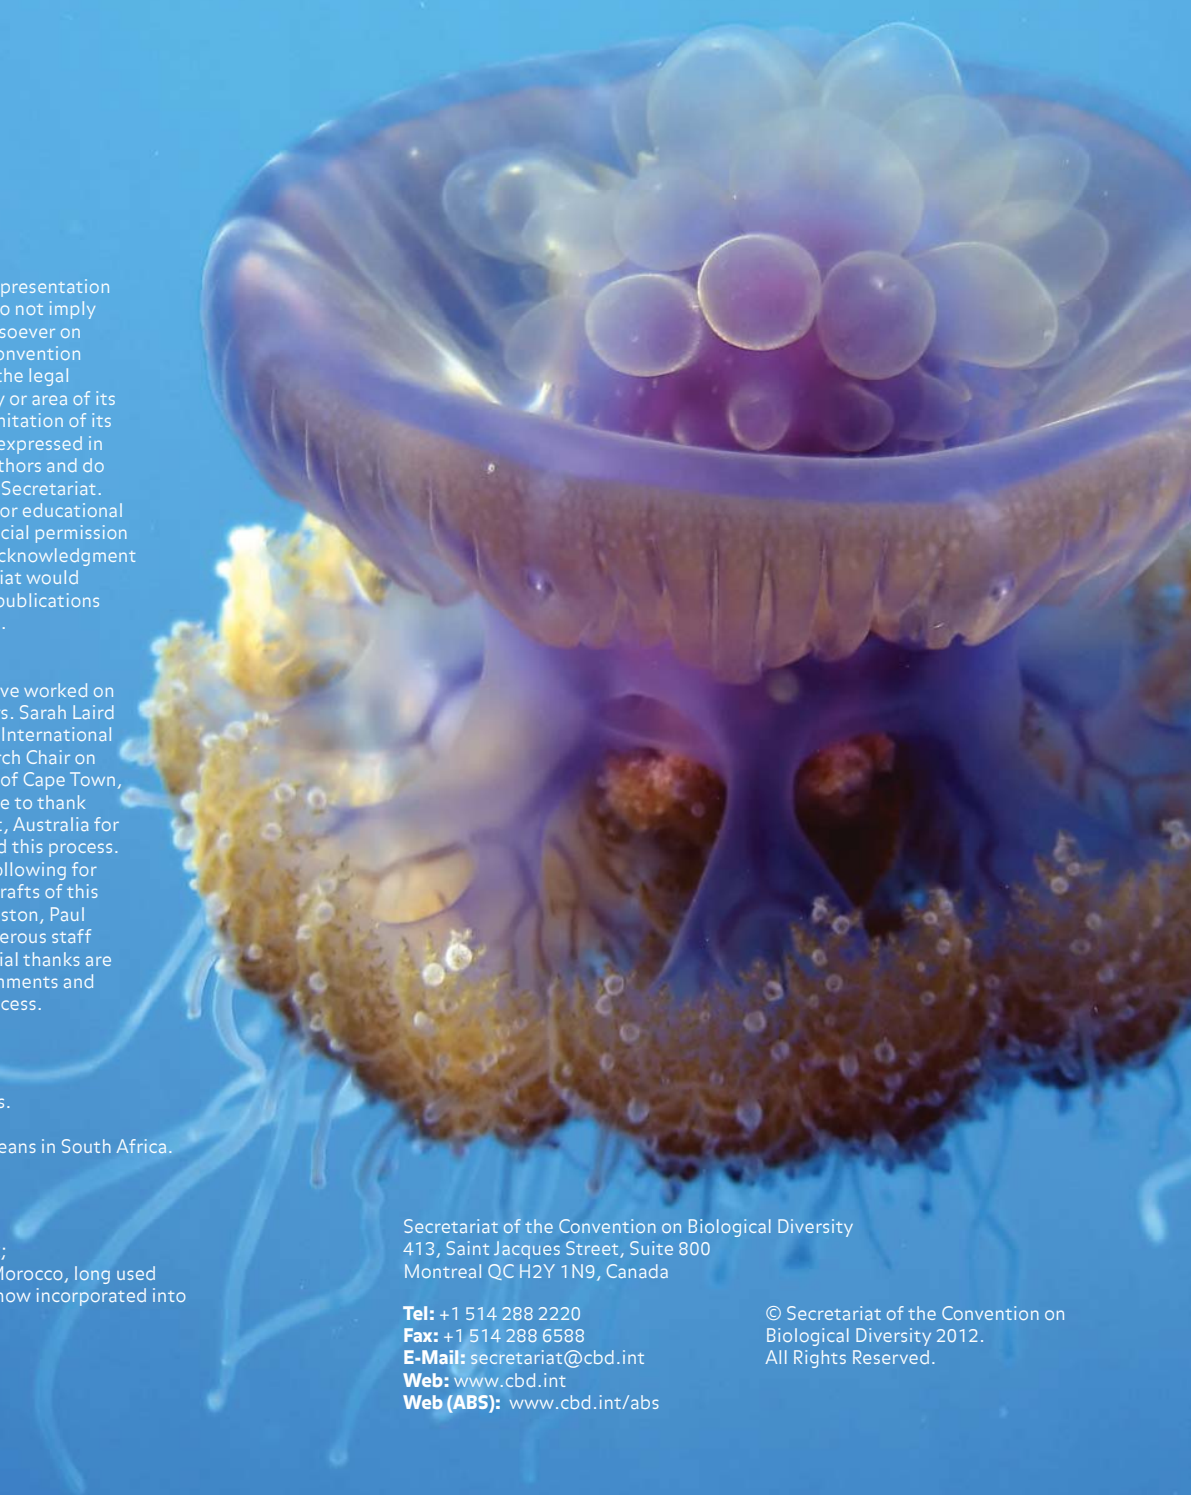 presentation
o not imply
soever on
onvention
the legal
y or area of its
mitation of its
expressed in
thors and do
Secretariat.
or educational
cial permission
cknowledgment
iat would
publications
.
ve worked on
s. Sarah Laird
International
rch Chair on
of Cape Town,
e to thank
t, Australia for
d this process.
ollowing for
rafts of this
ston, Paul
erous staff
ial thanks are
mments and
cess.
s.
eans in South Africa.
;
Morocco, long used
now incorporated into
Secretariat of the Convention on Biological Diversity
413, Saint Jacques Street, Suite 800
Montreal QC H2Y 1N9, Canada
Tel: +1 514 288 2220
Fax: +1 514 288 6588
E-Mail: secretariat@cbd.int
Web: www.cbd.int
Web (ABS): www.cbd.int/abs
© Secretariat of the Convention on
Biological Diversity 2012.
All Rights Reserved.